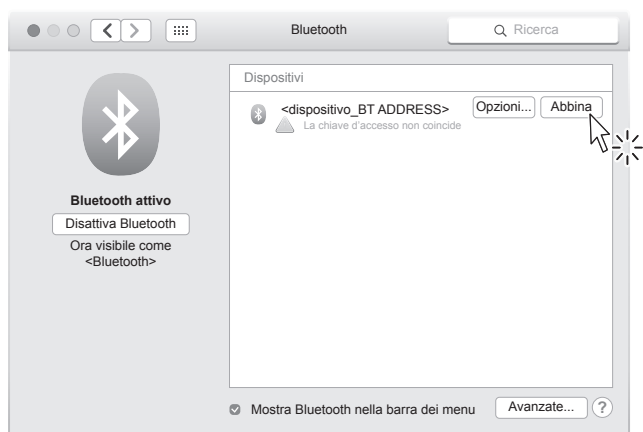 Bluetooth
Ricerca
Dispositivi
<dispositivo_BT ADDRESS>
Opzioni...
Abbina
La chiave d'accesso non coincide
Bluetooth attivo
Disattiva Bluetooth
Ora visibile come
<Bluetooth>
Mostra Bluetooth nella barra dei menu
Avanzate...
?